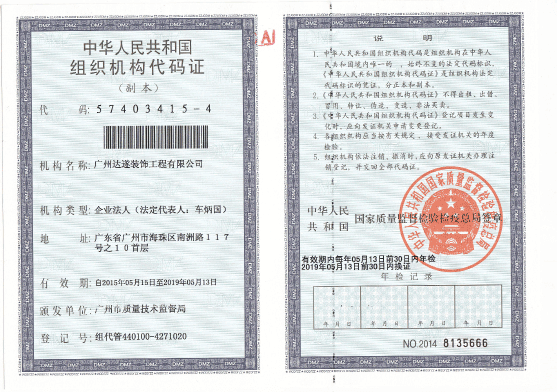 中华人民共和国
组织机构代码证
(副本)
代 码: 57403415-4
机构名称: 广州达蓬装饰工程有限公司
机构类型: 企业法人 (法定代表人: 车炳国)
地 址: 广东省广州市海珠区南洲路117
号之10首层
有 效 期: 自2015年05月15日至2019年05月13日
颁发单位: 广州市质量技术监督局
登 记 号: 组代管440100-4271020
说 明
1. 中华人民共和国组织机构代码是组织机构在中华人
民共和国境内唯一的、始终不变的法定代码标识,
《中华人民共和国组织机构代码证》是组织机构法定
代码标识的凭证,分正本和副本。
2. 《中华人民共和国组织机构代码证》不得出租、出借、
冒用、转让、伪造、变造、非法买卖。
3. 《中华人民共和国组织机构代码证》登记项目发生变
化时,应向发证机关申请变更登记。
4. 各组织机构应当按有关规定,接受发证机关的年度
检验。
5. 组织机构依法注销、撤消时,应向原发证机关办理注
销登记,并交回全部代码证。
中华人民
共和国
国家质量监督检验检疫总局签章
有效期内每年05月13日前30日内年检
2019年05月13日前30日内换证
年检记录
年 月 日
年 月 日
年 月 日
年 月 日
NO.2014 8135666